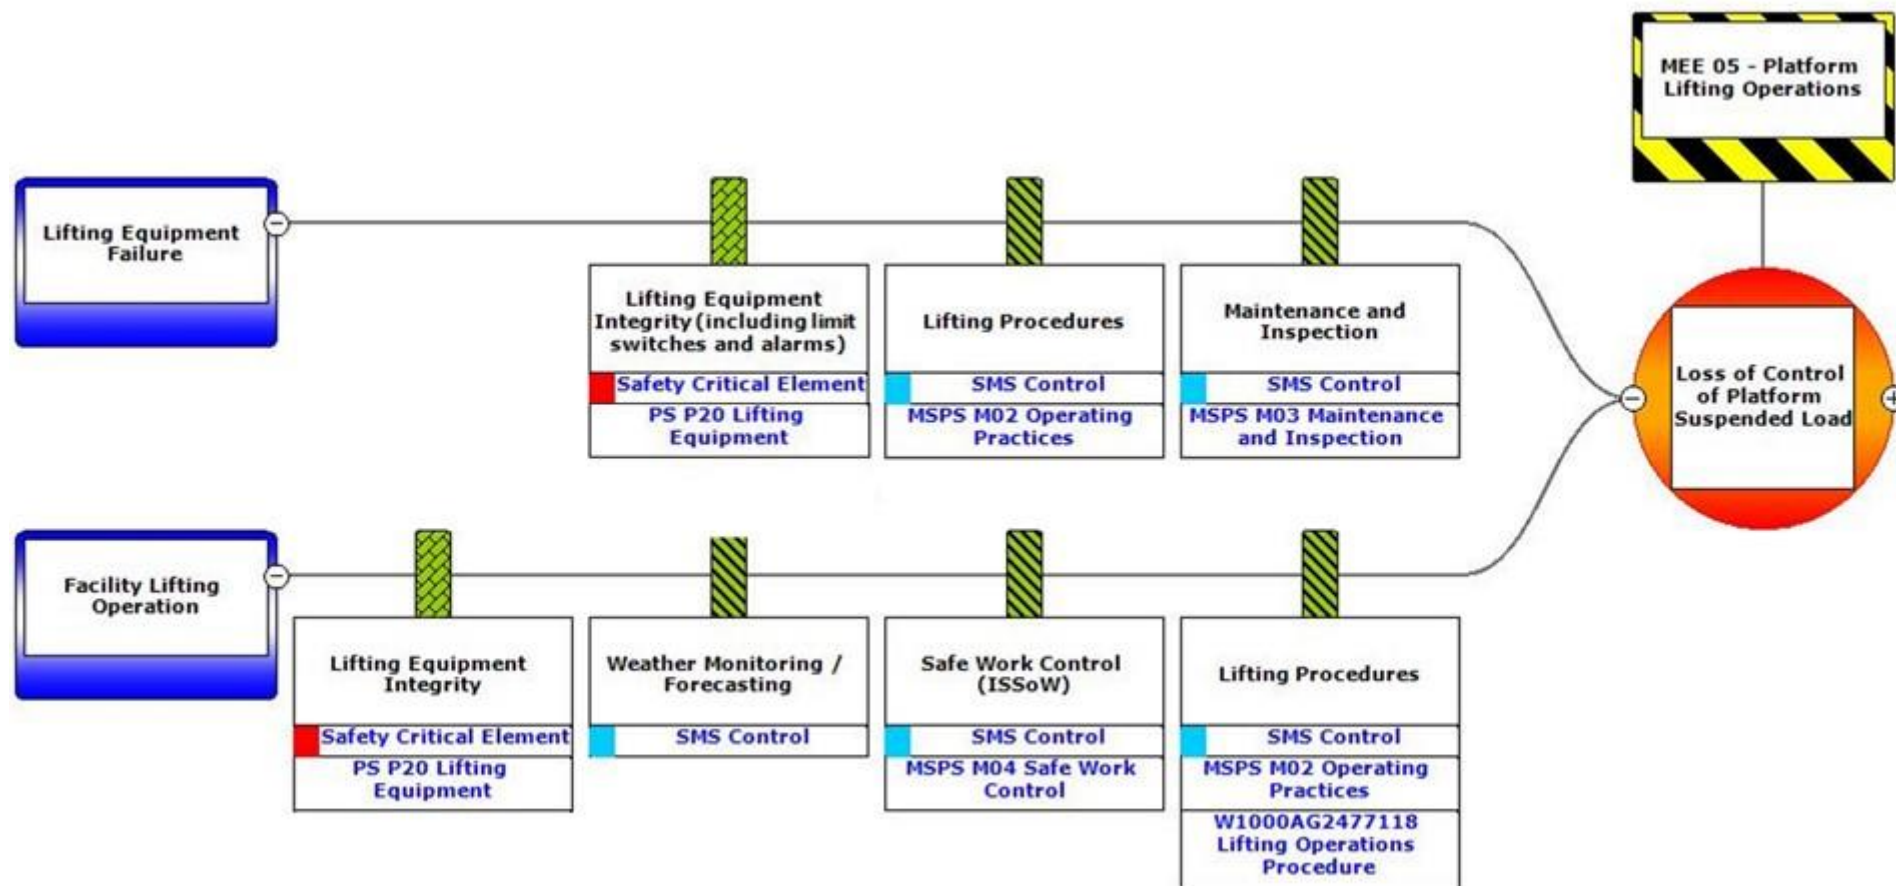 MEE 05 - Platform
Lifting Operations
Lifting Equipment
Failure
Lifting Equipment
Integrity (including limit
switches and alarms)
Safety Critical Element
PS P20 Lifting
Equipment
Lifting Procedures
SMS Control
MSPS M02 Operating
Practices
Maintenance and
Inspection
SMS Control
MSPS M03 Maintenance
and Inspection
Loss of Control
of Platform
Suspended Load
Facility Lifting
Operation
Lifting Equipment
Integrity
Safety Critical Element
PS P20 Lifting
Equipment
Weather Monitoring /
Forecasting
SMS Control
Safe Work Control
(ISSoW)
SMS Control
MSPS M04 Safe Work
Control
Lifting Procedures
SMS Control
MSPS M02 Operating
Practices
W1000AG2477118
Lifting Operations
Procedure